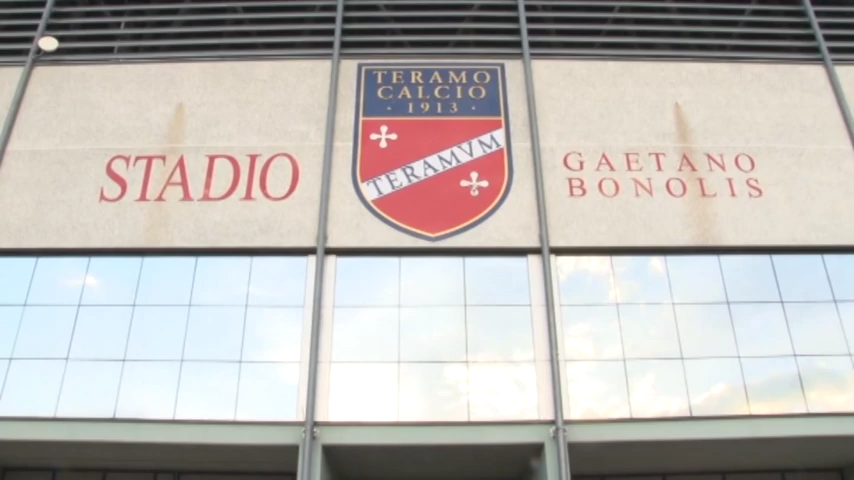 STADIO
TERAMO
CALCIO
· 1913 ·
TERAMVM
GAETANO
BONOLIS